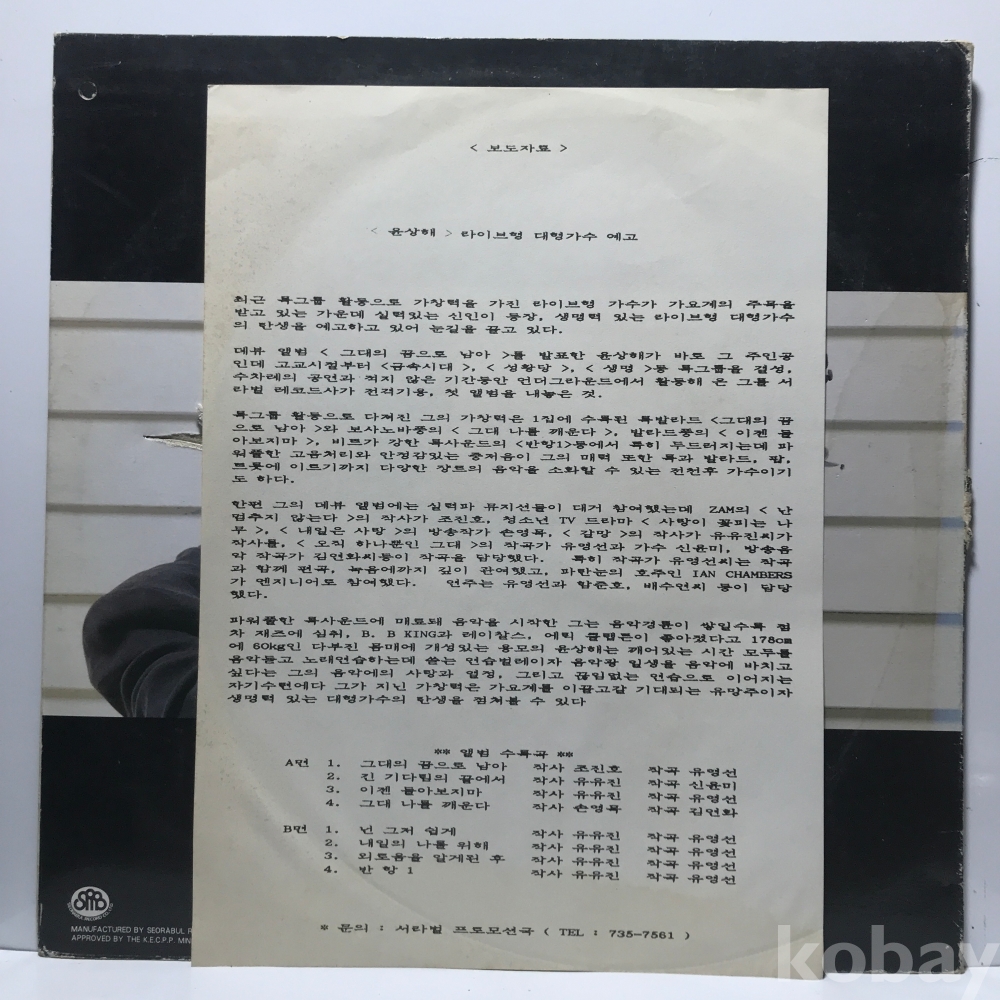 < 보도자료 >
< 윤상해 > 라이브형 대형가수 예고
최근 록그룹 활동으로 가창력을 가진 라이브형 가수가 가요계의 주목을
받고 있는 가운데 실력있는 신인이 등장, 생명력 있는 라이브형 대형가수
의 탄생을 예고하고 있어 눈길을 끌고 있다.
데뷰 앨범 < 그대의 꿈으로 남아 >를 발표한 윤상해가 바로 그 주인공
인데 고교시절부터 <금속시대 >, < 성황당 >, < 생명 >등 록그룹을 결성,
수차례의 공연과 적지 않은 기간동안 언더그라운드에서 활동해 온 그를 서
라벌 레코드사가 전격기용, 첫 앨범을 내놓은 것.
록그룹 활동으로 다져진 그의 가창력은 1집에 수록된 록발라드 <그대의 꿈
으로 남아 >와 보사노바풍의 < 그대 나를 깨운다 >, 발라드풍의 < 이젠 돌
아보지마 >, 비트가 강한 록사운드의 <반항1>등에서 특히 두드러지는데 파
워풀한 고음처리와 안정감있는 중저음이 그의 매력 또한 록과 발라드, 팝,
트롯에 이르기까지 다양한 장르의 음악을 소화할 수 있는 전천후 가수이기
도 하다.
한편 그의 데뷰 앨범에는 실력파 뮤지션들이 대거 참여했는데 ZAM의 < 난
멈추지 않는다 >의 작사가 조진호, 청소년 TV 드라마 < 사랑이 꽃피는 나
무 >, < 내일은 사랑 >의 방송작가 손영목, < 갈망 >의 작사가 유유진씨가
작사를, < 오직 하나뿐인 그대 >의 작곡가 유영선과 가수 신윤미, 방송음
악 작곡가 김연화씨등이 작곡을 담당했다. 특히 작곡가 유영선씨는 작곡
과 함께 편곡, 녹음에까지 깊이 관여했고, 파란눈의 호주인 IAN CHAMBERS
가 엔지니어로 참여했다. 연주는 유영선과 함준호, 배수연씨 등이 담당
했다.
파워풀한 록사운드에 매료돼 음악을 시작한 그는 음악경륜이 쌓일수록 점
차 재즈에 심취, B. B KING과 레이찰스, 에릭 클랩튼이 좋아졌다고 178cm
에 60kg인 다부진 몸매에 개성있는 용모의 윤상해는 깨어있는 시간 모두를
음악듣고 노래연습하는데 쓰는 연습벌레이자 음악광 일생을 음악에 바치고
싶다는 그의 음악에의 사랑과 열정, 그리고 끊임없는 연습으로 이어지는
자기수련에다 그가 지닌 가창력은 가요계를 이끌고갈 기대되는 유망주이자
생명력 있는 대형가수의 탄생을 점쳐볼 수 있다
** 앨범 수록곡 **
A면 1. 그대의 꿈으로 남아 작사 조진호 작곡 유영선
2. 긴 기다림의 끝에서 작사 유유진 작곡 신윤미
3. 이젠 돌아보지마 작사 유유진 작곡 유영선
4. 그대 나를 깨운다 작사 손영목 작곡 김연화
B면 1. 넌 그저 쉽게 작사 유유진 작곡 유영선
2. 내일의 나를 위해 작사 유유진 작곡 유영선
3. 외로움을 알게된 후 작사 유유진 작곡 유영선
4. 반 항 1 작사 유유진 작곡 유영선
* 문의 : 서라벌 프로모션국 ( TEL : 735-7561 )
SRB
SEORABUL RECORD CO., LTD
MANUFACTURED BY SEORABUL R
APPROVED BY THE K.E.C.P.P. MIN
kobay